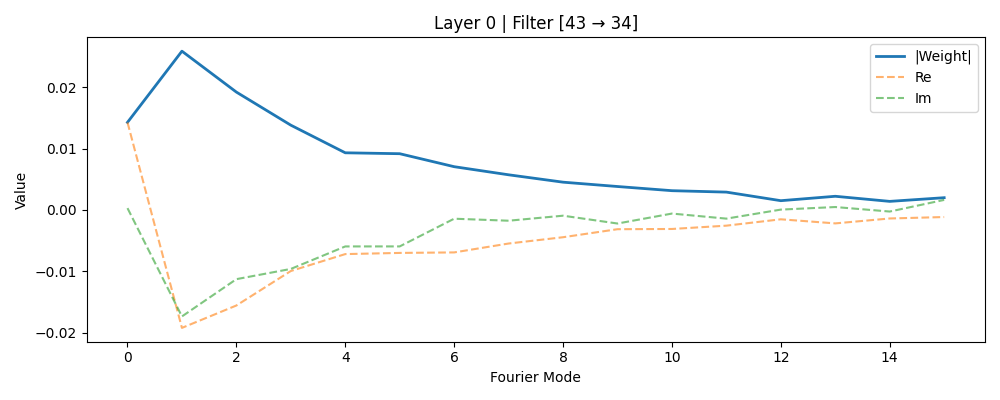 Layer 0 | Filter [43 → 34]
|Weight|
Re
Im
Value
0.02
0.01
0.00
−0.01
−0.02
0 2 4 6 8 10 12 14
Fourier Mode